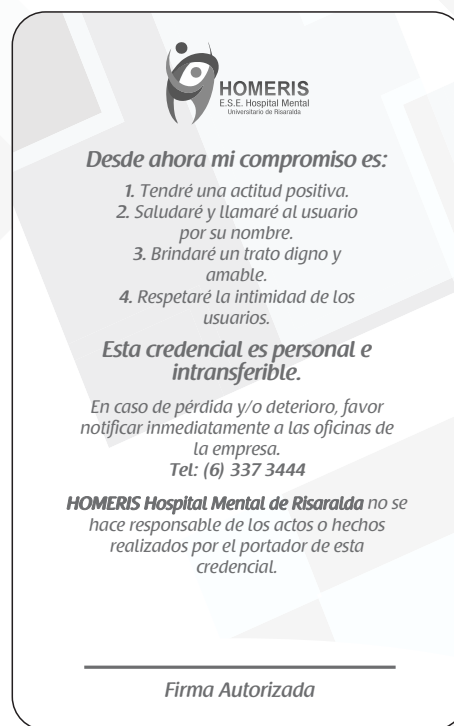 HOMERIS
E.S.E. Hospital Mental
Universitario de Risaralda
Desde ahora mi compromiso es:
1. Tendré una actitud positiva.
2. Saludaré y llamaré al usuario
por su nombre.
3. Brindaré un trato digno y
amable.
4. Respetaré la intimidad de los
usuarios.
Esta credencial es personal e
intransferible.
En caso de pérdida y/o deterioro, favor
notificar inmediatamente a las oficinas de
la empresa.
Tel: (6) 337 3444
HOMERIS Hospital Mental de Risaralda no se
hace responsable de los actos o hechos
realizados por el portador de esta
credencial.
Firma Autorizada